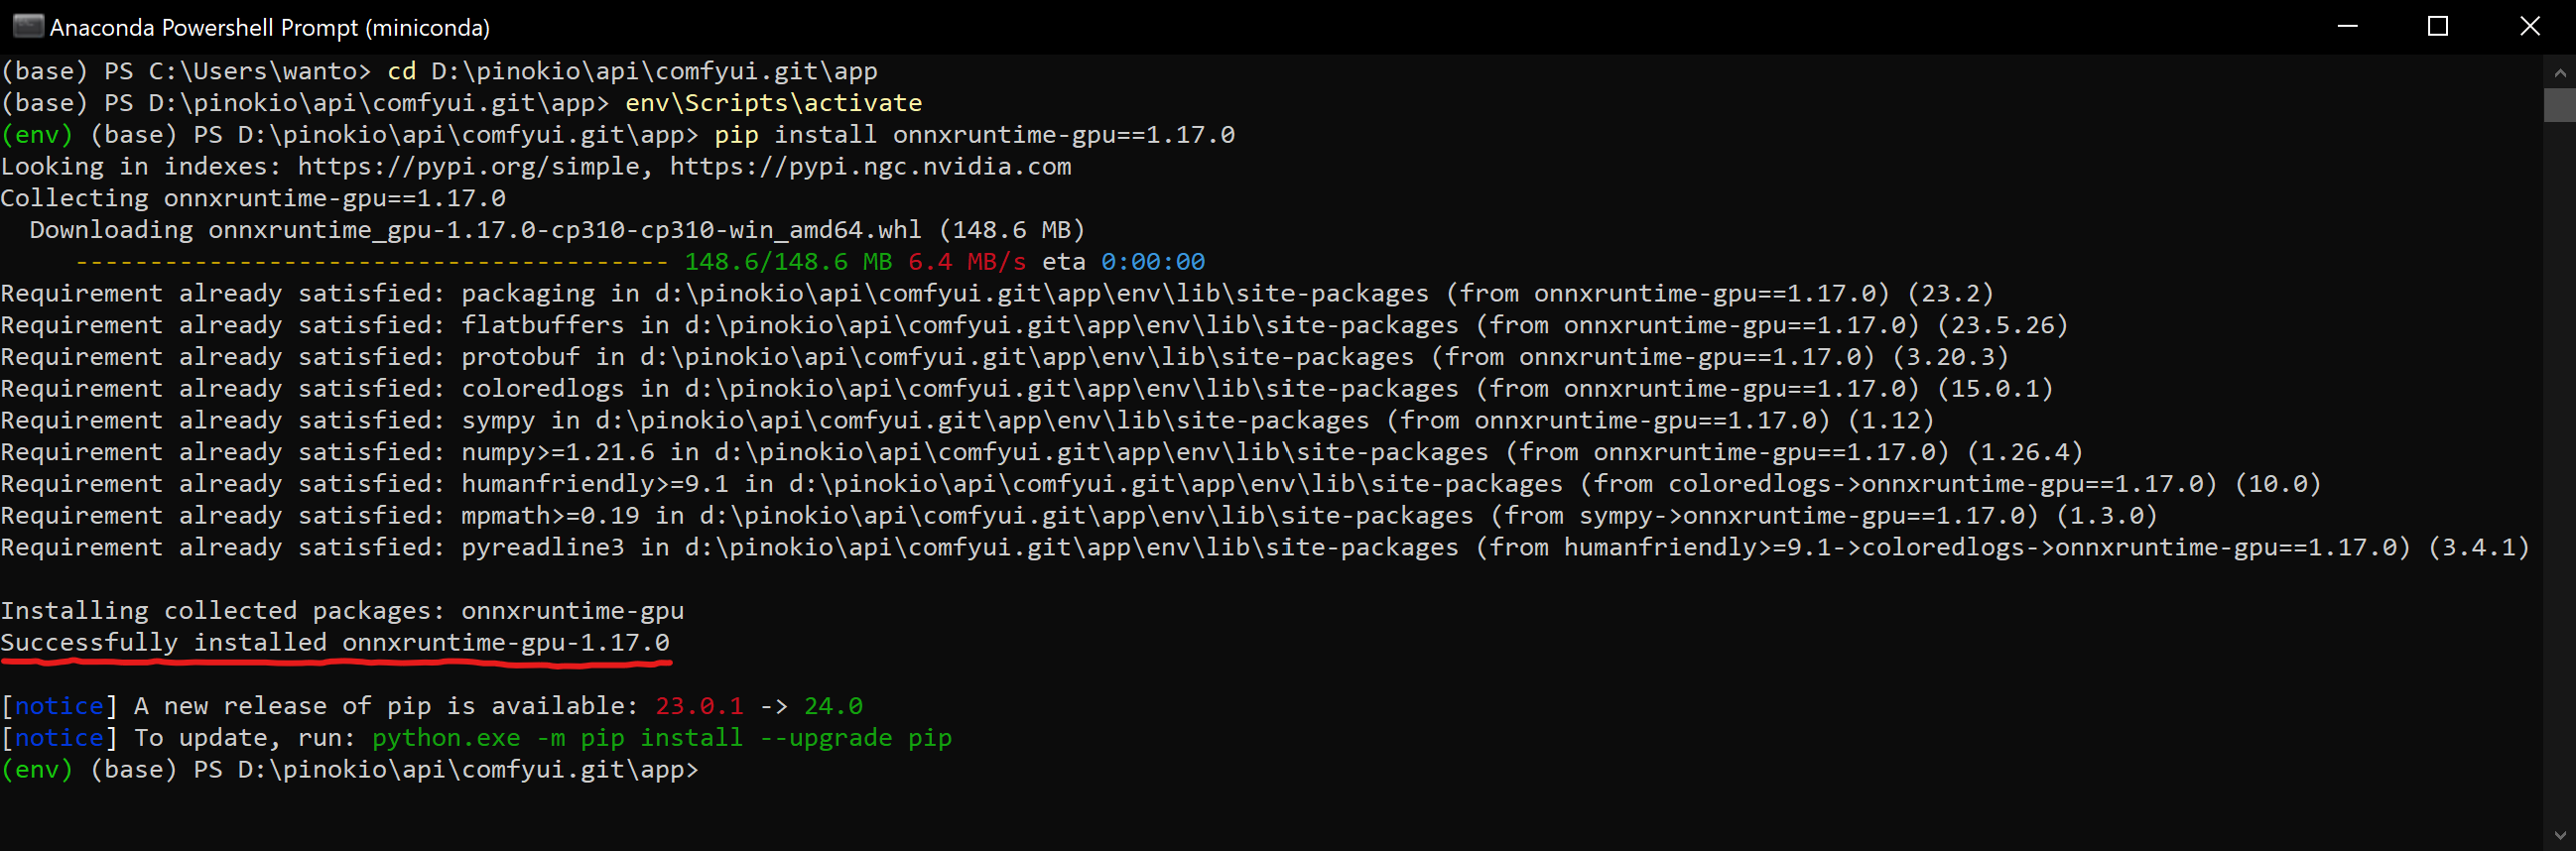 Anaconda Powershell Prompt (miniconda)
(base) PS C:\Users\wanto> cd D:\pinokio\api\comfyui.git\app
(base) PS D:\pinokio\api\comfyui.git\app> env\Scripts\activate
(env) (base) PS D:\pinokio\api\comfyui.git\app> pip install onnxruntime-gpu==1.17.0
Looking in indexes: https://pypi.org/simple, https://pypi.ngc.nvidia.com
Collecting onnxruntime-gpu==1.17.0
  Downloading onnxruntime_gpu-1.17.0-cp310-cp310-win_amd64.whl (148.6 MB)
     ---------------------------------------- 148.6/148.6 MB 6.4 MB/s eta 0:00:00
Requirement already satisfied: packaging in d:\pinokio\api\comfyui.git\app\env\lib\site-packages (from onnxruntime-gpu==1.17.0) (23.2)
Requirement already satisfied: flatbuffers in d:\pinokio\api\comfyui.git\app\env\lib\site-packages (from onnxruntime-gpu==1.17.0) (23.5.26)
Requirement already satisfied: protobuf in d:\pinokio\api\comfyui.git\app\env\lib\site-packages (from onnxruntime-gpu==1.17.0) (3.20.3)
Requirement already satisfied: coloredlogs in d:\pinokio\api\comfyui.git\app\env\lib\site-packages (from onnxruntime-gpu==1.17.0) (15.0.1)
Requirement already satisfied: sympy in d:\pinokio\api\comfyui.git\app\env\lib\site-packages (from onnxruntime-gpu==1.17.0) (1.12)
Requirement already satisfied: numpy>=1.21.6 in d:\pinokio\api\comfyui.git\app\env\lib\site-packages (from onnxruntime-gpu==1.17.0) (1.26.4)
Requirement already satisfied: humanfriendly>=9.1 in d:\pinokio\api\comfyui.git\app\env\lib\site-packages (from coloredlogs->onnxruntime-gpu==1.17.0) (10.0)
Requirement already satisfied: mpmath>=0.19 in d:\pinokio\api\comfyui.git\app\env\lib\site-packages (from sympy->onnxruntime-gpu==1.17.0) (1.3.0)
Requirement already satisfied: pyreadline3 in d:\pinokio\api\comfyui.git\app\env\lib\site-packages (from humanfriendly>=9.1->coloredlogs->onnxruntime-gpu==1.17.0) (3.4.1)
Installing collected packages: onnxruntime-gpu
Successfully installed onnxruntime-gpu-1.17.0
[notice] A new release of pip is available: 23.0.1 -> 24.0
[notice] To update, run: python.exe -m pip install --upgrade pip
(env) (base) PS D:\pinokio\api\comfyui.git\app>